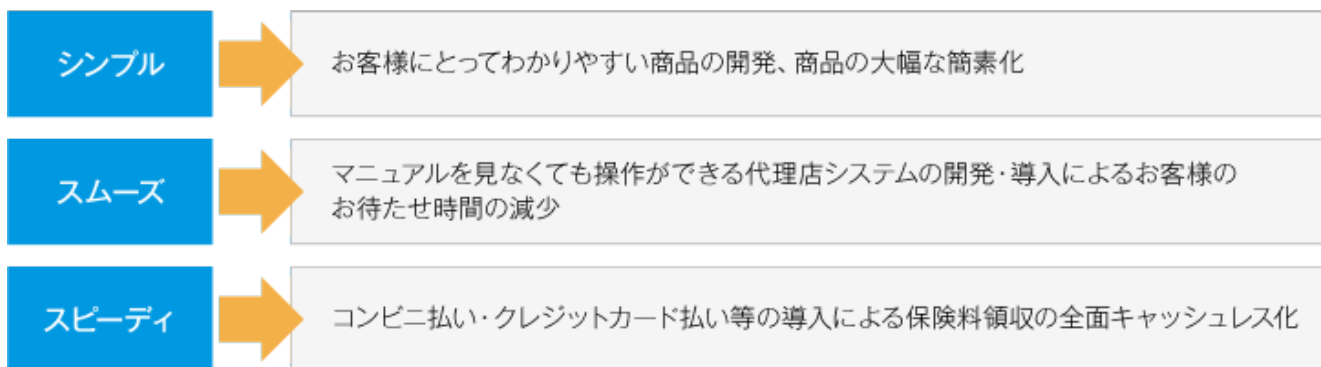 シンプル
お客様にとってわかりやすい商品の開発、商品の大幅な簡素化
スムーズ
マニュアルを見なくても操作ができる代理店システムの開発・導入によるお客様の
お待たせ時間の減少
スピーディ
コンビニ払い・クレジットカード払い等の導入による保険料領収の全面キャッシュレス化